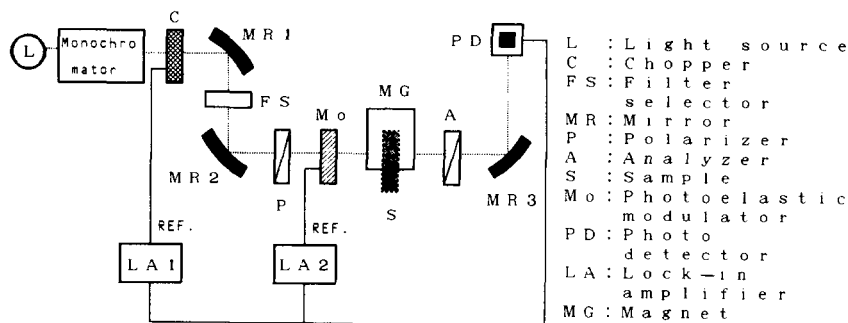 C
L
Monochro
mator
MR1
FS
MR2
P
Mo
MG
S
A
PD
MR3
REF.
REF.
LA1
LA2
L : Light source
C : Chopper
FS : Filter
selector
MR : Mirror
P : Polarizer
A : Analyzer
S : Sample
Mo : Photoelastic
modulator
PD : Photo
detector
LA : Lock-in
amplifier
MG : Magnet